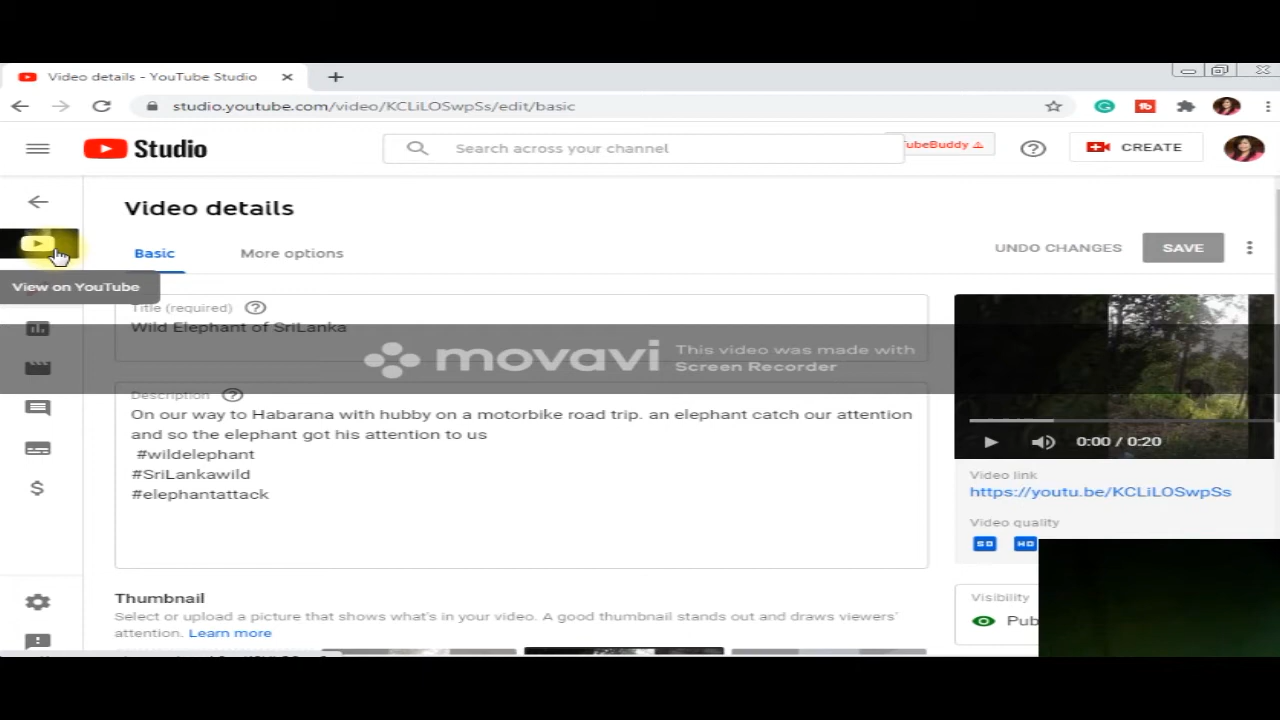 Video details - YouTube Studio
studio.youtube.com/video/KCLiLOSwpSs/edit/basic
Studio
Search across your channel
TubeBuddy
CREATE
Video details
Basic
More options
UNDO CHANGES
SAVE
View on YouTube
Title (required)
Wild Elephant of SriLanka
movavi
This video was made with
Screen Recorder
Description
On our way to Habarana with hubby on a motorbike road trip. an elephant catch our attention
and so the elephant got his attention to us
#wildelephant
#SriLankawild
#elephantattack
0:00 / 0:20
Video link
https://youtu.be/KCLiLOSwpSs
Video quality
SD HD
Thumbnail
Select or upload a picture that shows what's in your video. A good thumbnail stands out and draws viewers'
attention. Learn more
Visibility
Pub